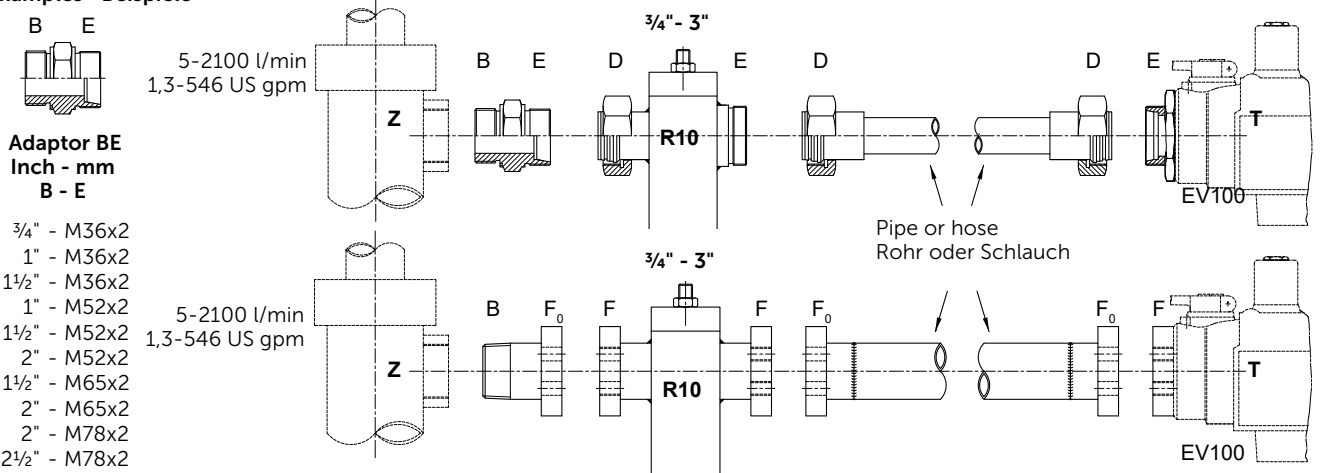 B E
Adaptor BE
Inch - mm
B - E
¾" - M36x2
1" - M36x2
1½" - M36x2
1" - M52x2
1½" - M52x2
2" - M52x2
1½" - M65x2
2" - M65x2
2" - M78x2
2½" - M78x2
¾"- 3"
5-2100 l/min
1,3-546 US gpm
B E D E D D E
Z R10 T
EV100
Pipe or hose
Rohr oder Schlauch
¾" - 3"
5-2100 l/min
1,3-546 US gpm
B F₀ F F F₀ F₀ F
Z R10 T
EV100